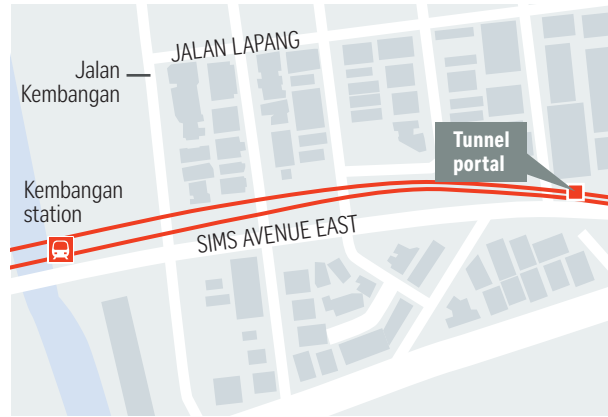 JALAN LAPANG
Jalan
Kembangan
Tunnel
portal
Kembangan
station
SIMS AVENUE EAST